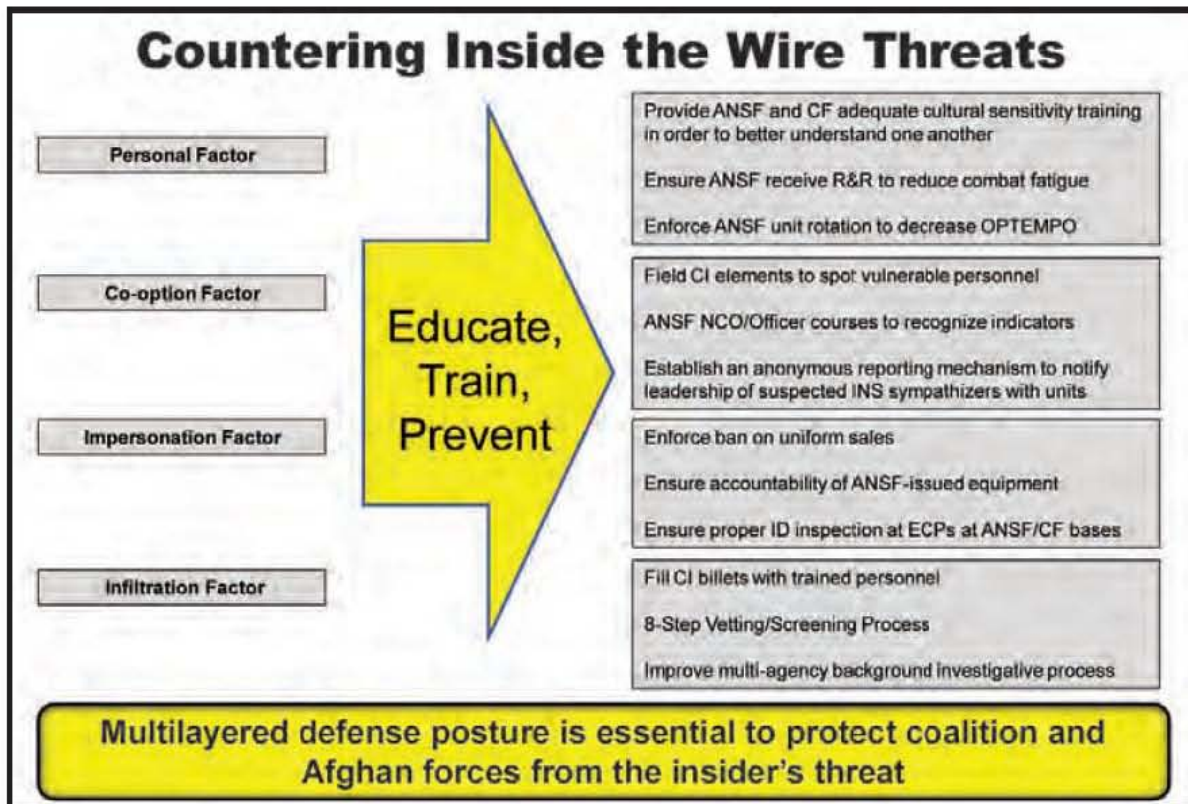 Countering Inside the Wire Threats
Personal Factor
Provide ANSF and CF adequate cultural sensitivity training
in order to better understand one another
Ensure ANSF receive R&R to reduce combat fatigue
Enforce ANSF unit rotation to decrease OPTEMPO
Co-option Factor
Field CI elements to spot vulnerable personnel
ANSF NCO/Officer courses to recognize indicators
Establish an anonymous reporting mechanism to notify
leadership of suspected INS sympathizers with units
Impersonation Factor
Enforce ban on uniform sales
Ensure accountability of ANSF-issued equipment
Ensure proper ID inspection at ECPs at ANSF/CF bases
Infiltration Factor
Fill CI billets with trained personnel
8-Step Vetting/Screening Process
Improve multi-agency background investigative process
Educate,
Train,
Prevent
Multilayered defense posture is essential to protect coalition and
Afghan forces from the insider's threat